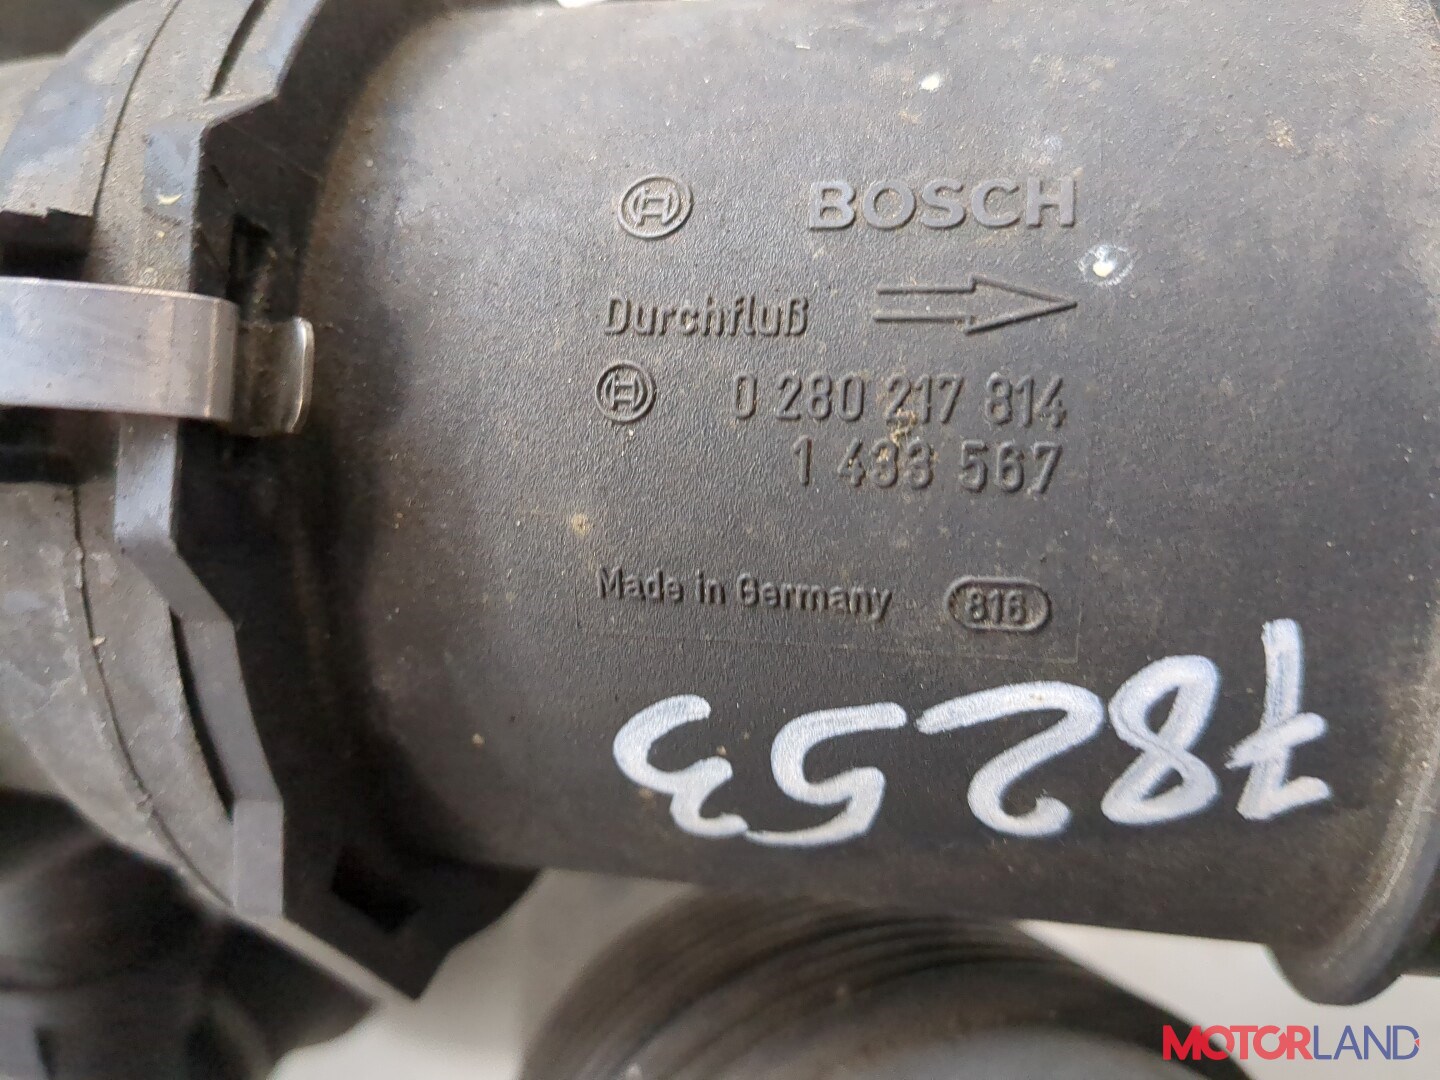 BOSCH
Durchfluß
0 280 217 814
1 433 567
Made in Germany 816
78253
MOTORLAND